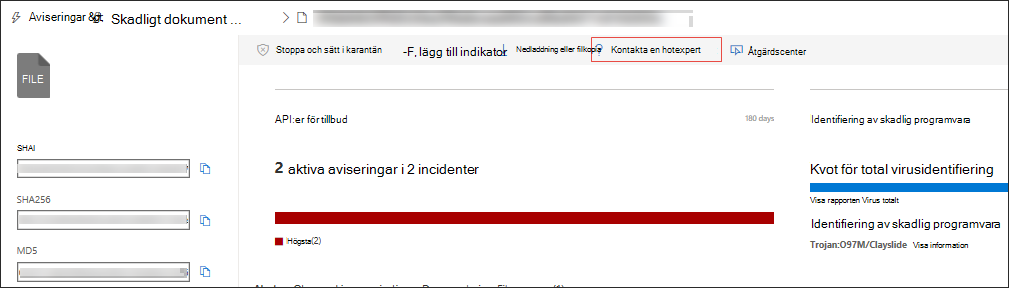 Aviseringar &gt; Skadligt dokument ...
Stoppa och sätt i karantän -F, lägg till indikator Nedladdning eller filkopia Kontakta en hotexpert Åtgärdscenter
FILE
API:er för tillbud 180 days
Identifiering av skadlig programvara
SHAI
2 aktiva aviseringar i 2 incidenter
Kvot för total virusidentifiering
SHA256
Visa rapporten Virus totalt
Högsta(2)
Identifiering av skadlig programvara
MD5
Trojan:O97M/Clayslide Visa information